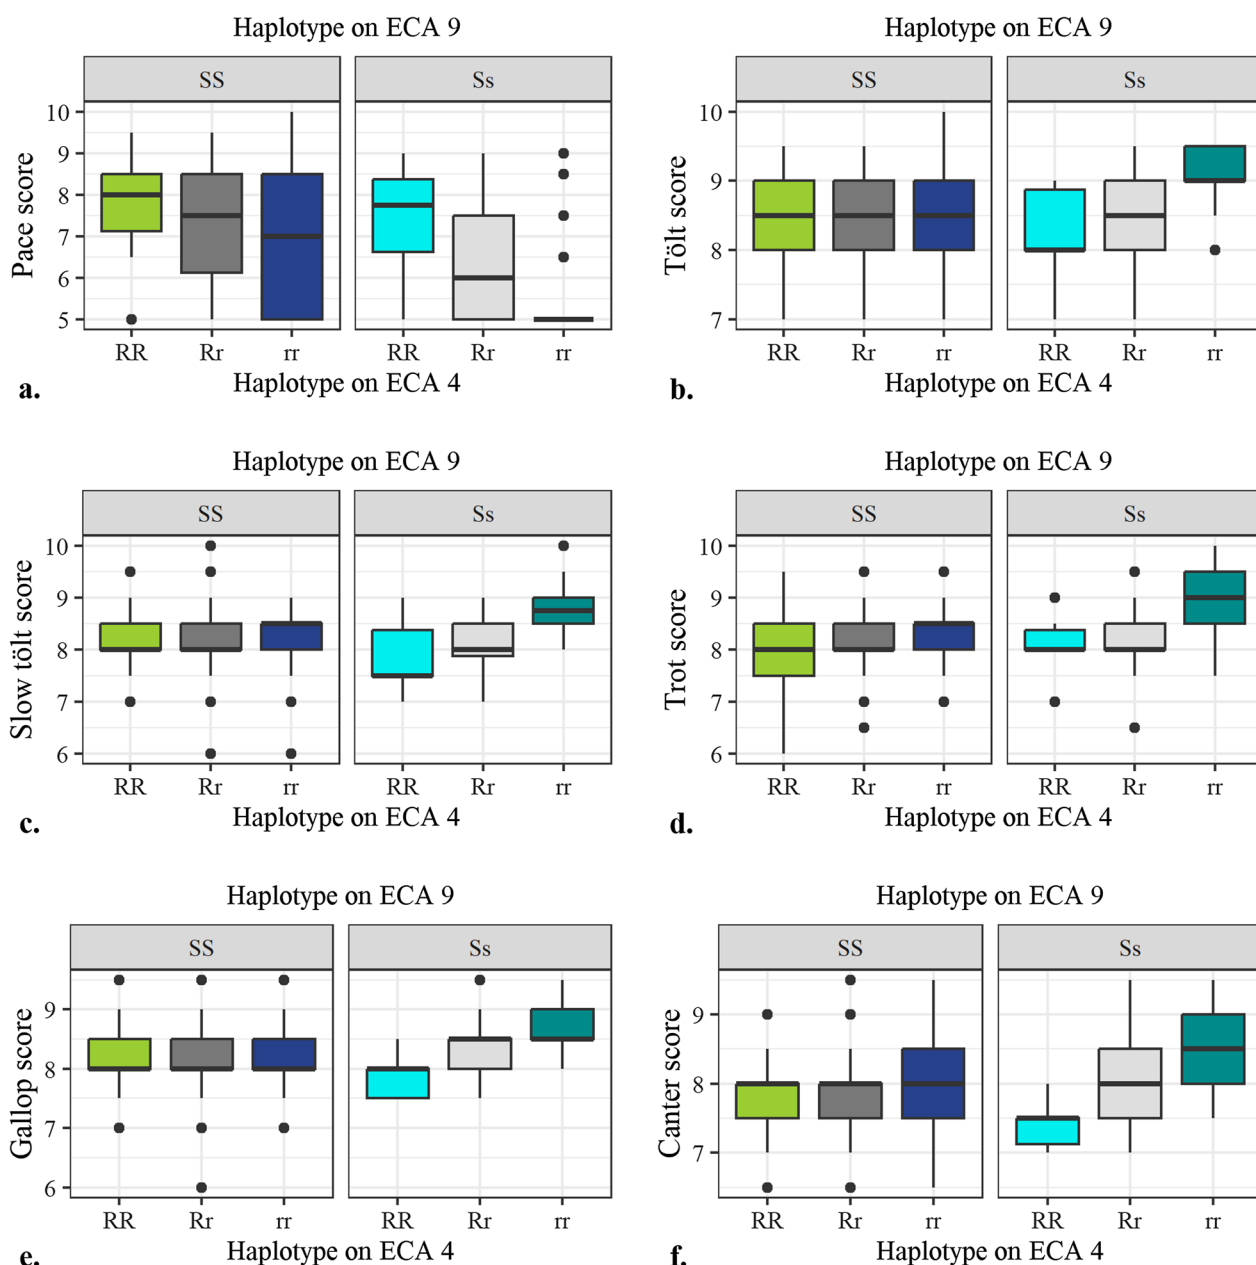 Haplotype on ECA 9
SS Ss
Pace score
10
9
8
7
6
5
RR Rr rr RR Rr rr
Haplotype on ECA 4
a.
Haplotype on ECA 9
SS Ss
Tölt score
10
9
8
7
RR Rr rr RR Rr rr
Haplotype on ECA 4
b.
Haplotype on ECA 9
SS Ss
Slow tölt score
10
9
8
7
6
RR Rr rr RR Rr rr
Haplotype on ECA 4
c.
Haplotype on ECA 9
SS Ss
Trot score
10
9
8
7
6
RR Rr rr RR Rr rr
Haplotype on ECA 4
d.
Haplotype on ECA 9
SS Ss
Gallop score
9
8
7
6
RR Rr rr RR Rr rr
Haplotype on ECA 4
e.
Haplotype on ECA 9
SS Ss
Canter score
9
8
7
RR Rr rr RR Rr rr
Haplotype on ECA 4
f.